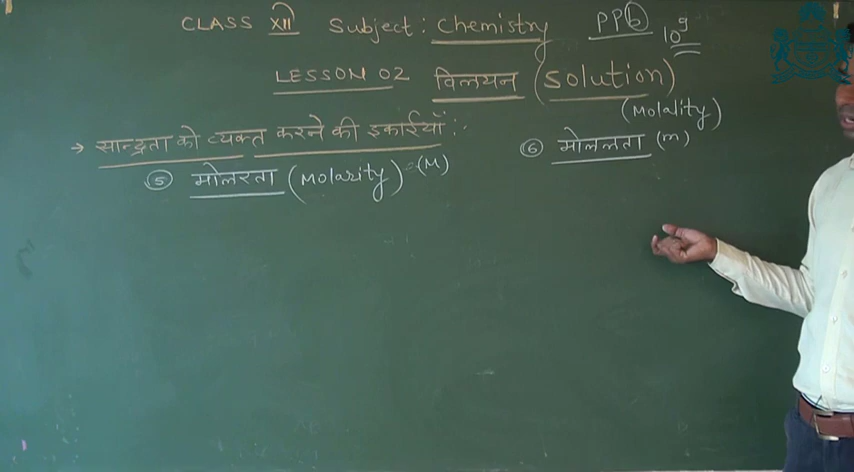 CLASS XII Subject: Chemistry PPb 10⁹
LESSON 02 विलयन (Solution)
→ सान्द्रता को व्यक्त करने की इकाईयाँ:-
⑤ मोलरता (Molarity) = (M)
(Molality)
⑥ मोललता (m)